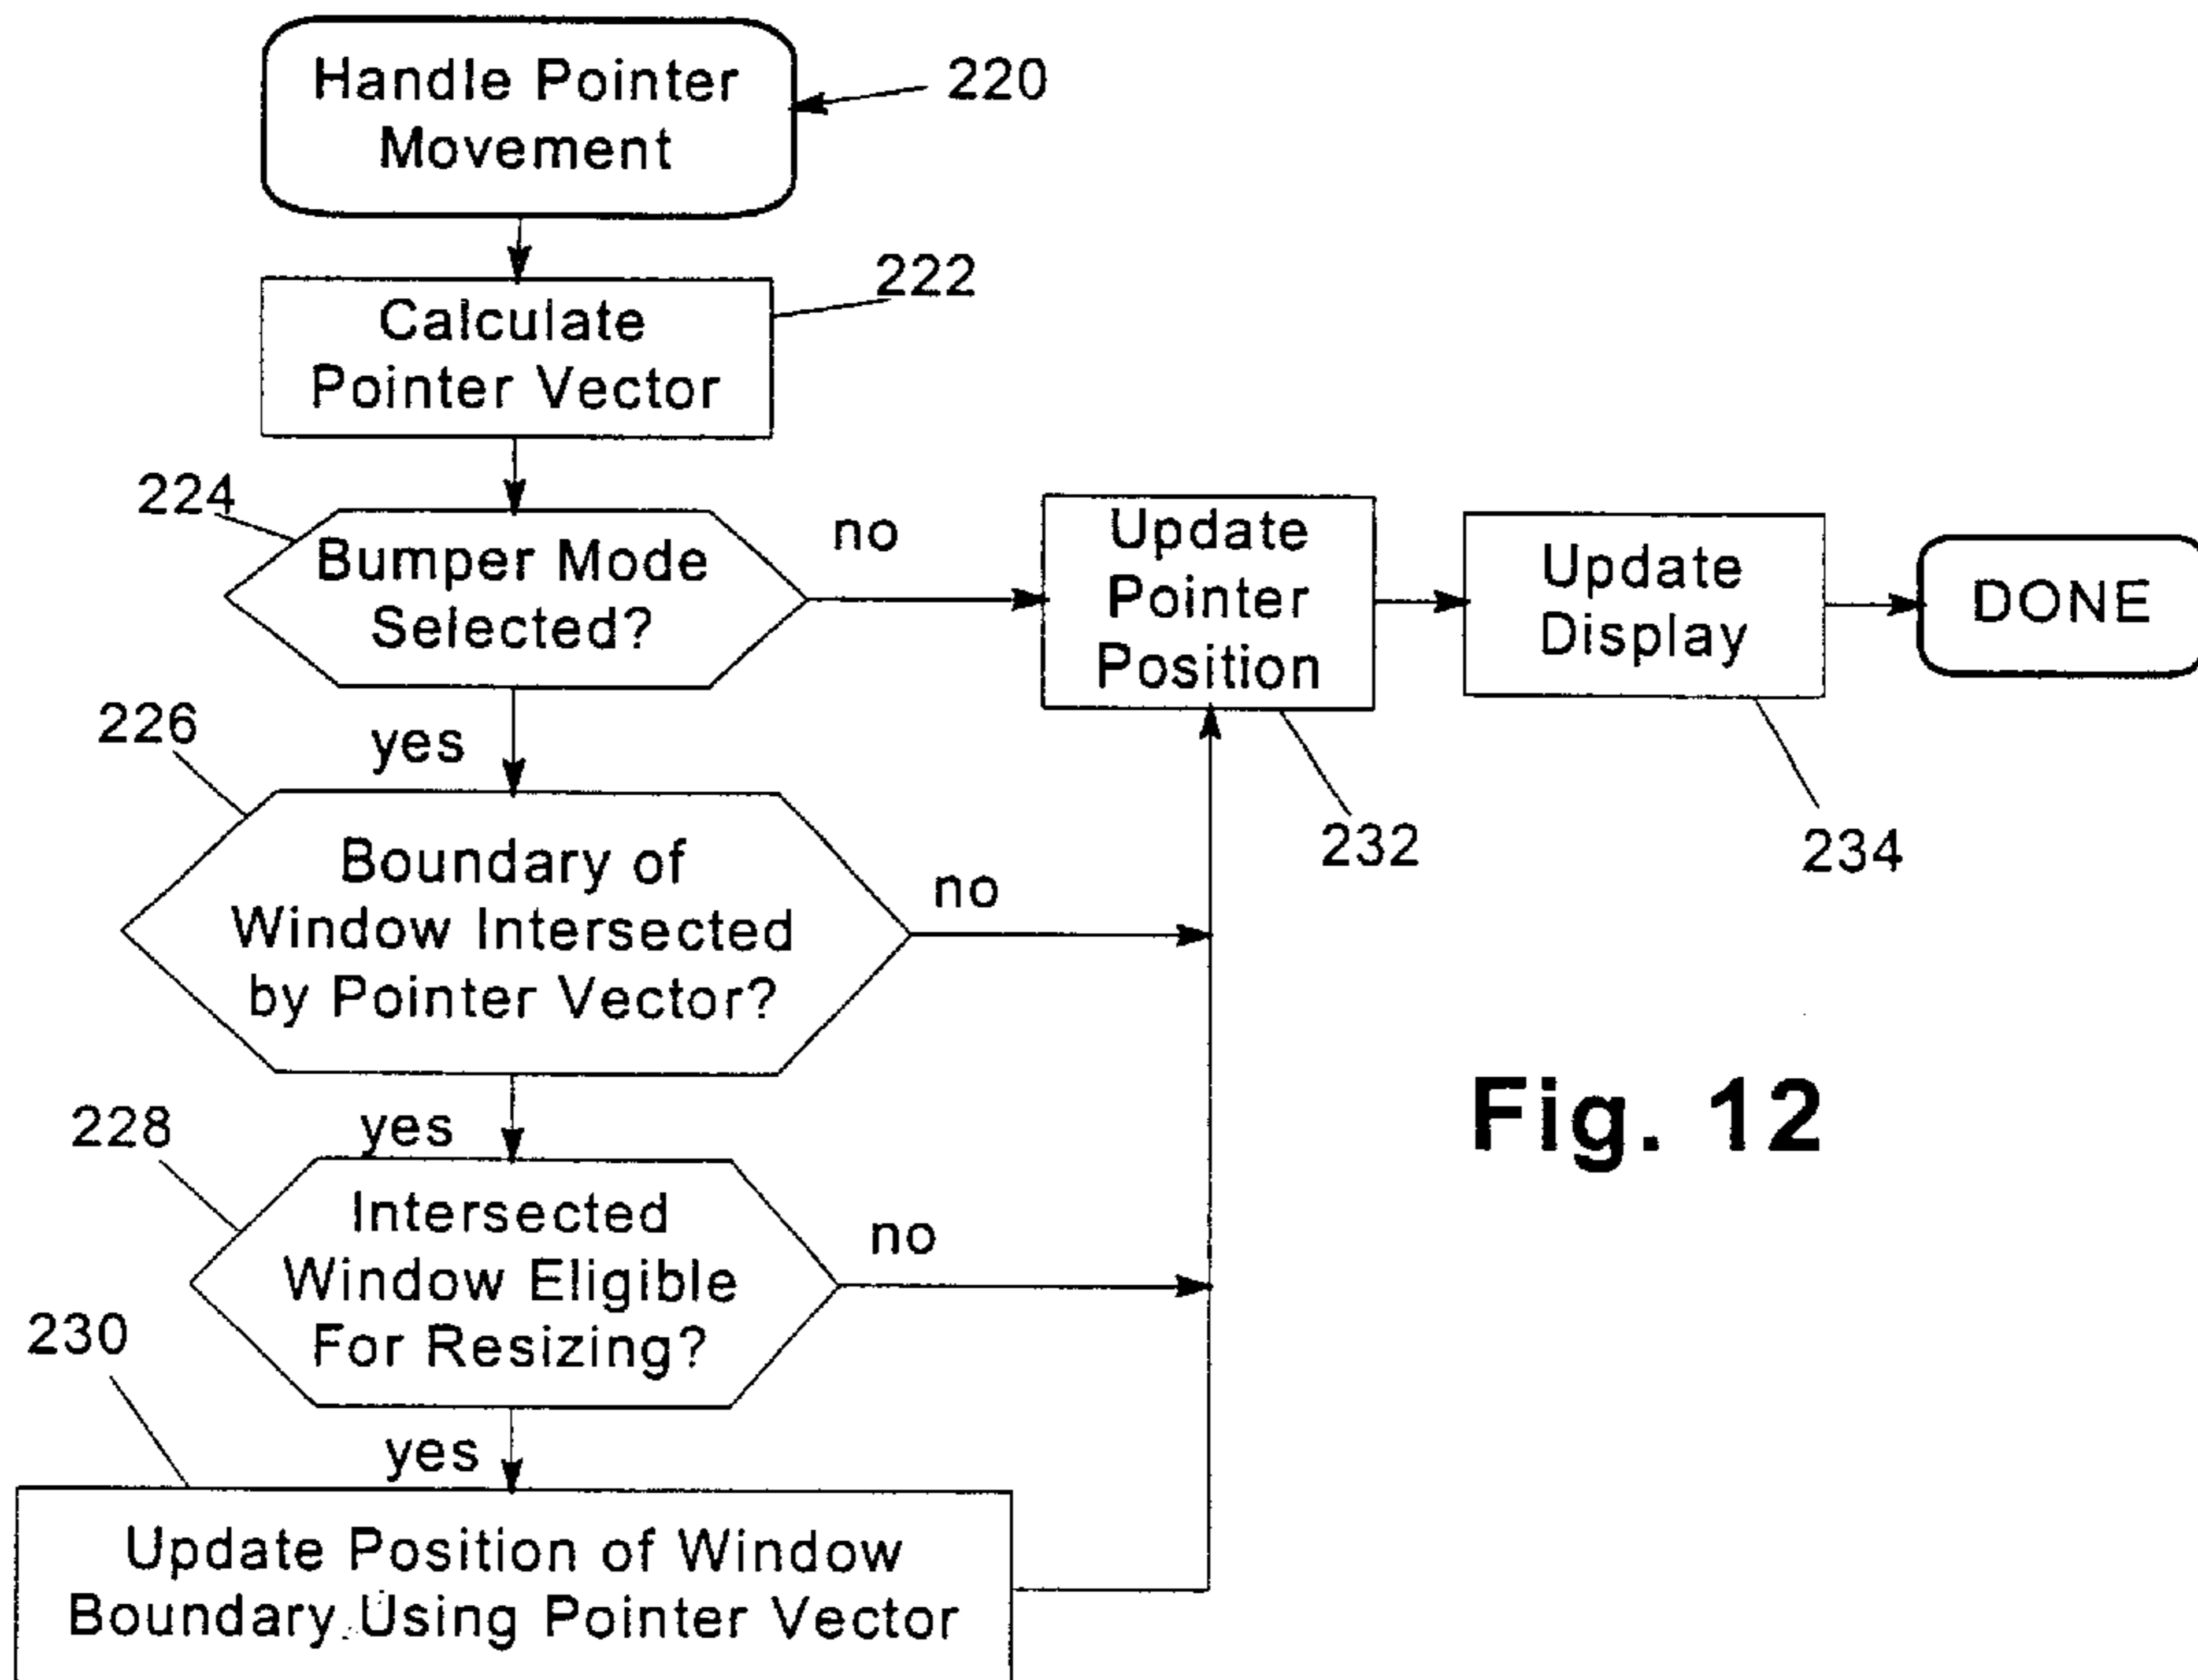 Handle Pointer
Movement
220
Calculate
Pointer Vector
222
224
Bumper Mode
Selected?
no
yes
Update
Pointer
Position
232
Update
Display
234
DONE
226
Boundary of
Window Intersected
by Pointer Vector?
no
yes
228
Intersected
Window Eligible
For Resizing?
no
yes
230
Update Position of Window
Boundary Using Pointer Vector
Fig. 12